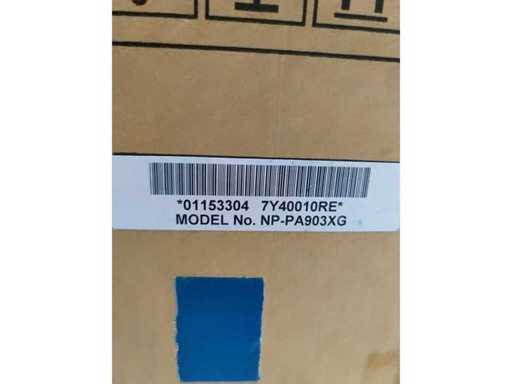 *01153304 7Y40010RE*
MODEL No. NP-PA903XG